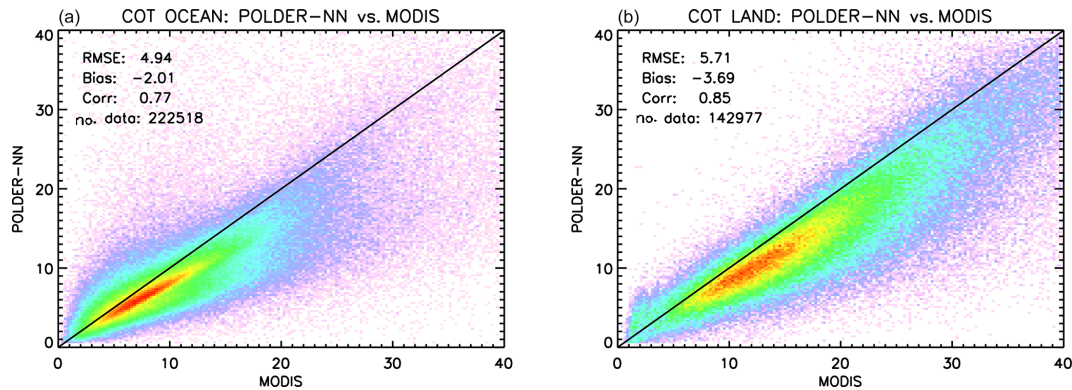 (a) COT OCEAN: POLDER-NN vs. MODIS
RMSE: 4.94
Bias: -2.01
Corr: 0.77
no. data: 222518
40
30
20
10
0
POLDER-NN
0 10 20 30 40
MODIS
(b) COT LAND: POLDER-NN vs. MODIS
RMSE: 5.71
Bias: -3.69
Corr: 0.85
no. data: 142977
40
30
20
10
0
POLDER-NN
0 10 20 30 40
MODIS